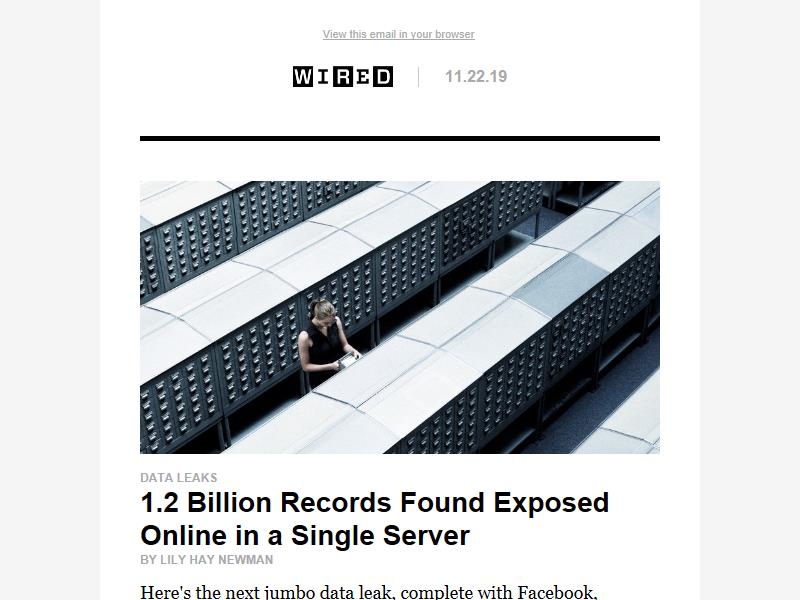 View this email in your browser
WIRED
11.22.19
DATA LEAKS
1.2 Billion Records Found Exposed
Online in a Single Server
BY LILY HAY NEWMAN
Here's the next jumbo data leak, complete with Facebook,